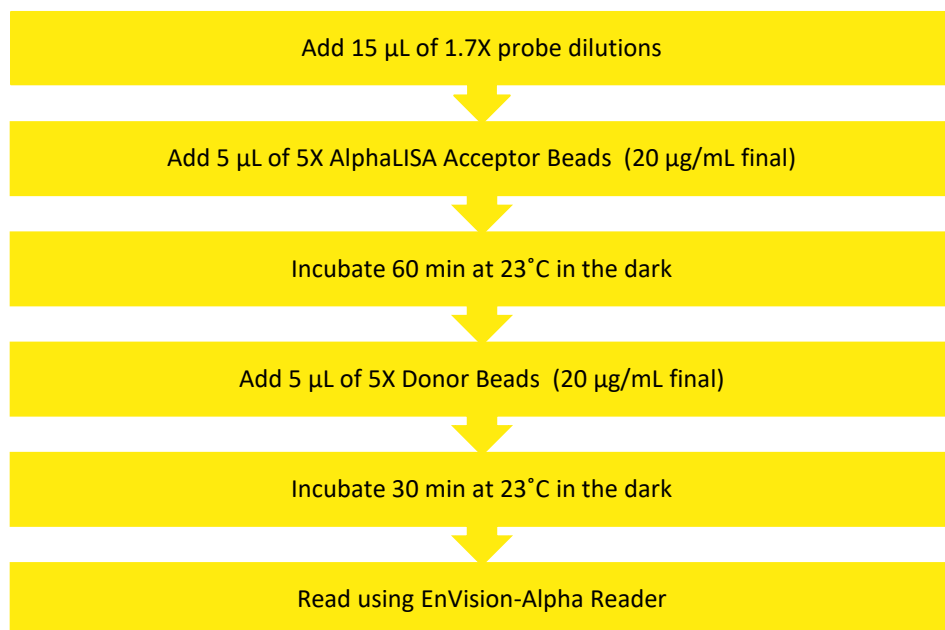 Add 15 µL of 1.7X probe dilutions
Add 5 µL of 5X AlphaLISA Acceptor Beads  (20 µg/mL final)
Incubate 60 min at 23˚C in the dark
Add 5 µL of 5X Donor Beads  (20 µg/mL final)
Incubate 30 min at 23˚C in the dark
Read using EnVision-Alpha Reader